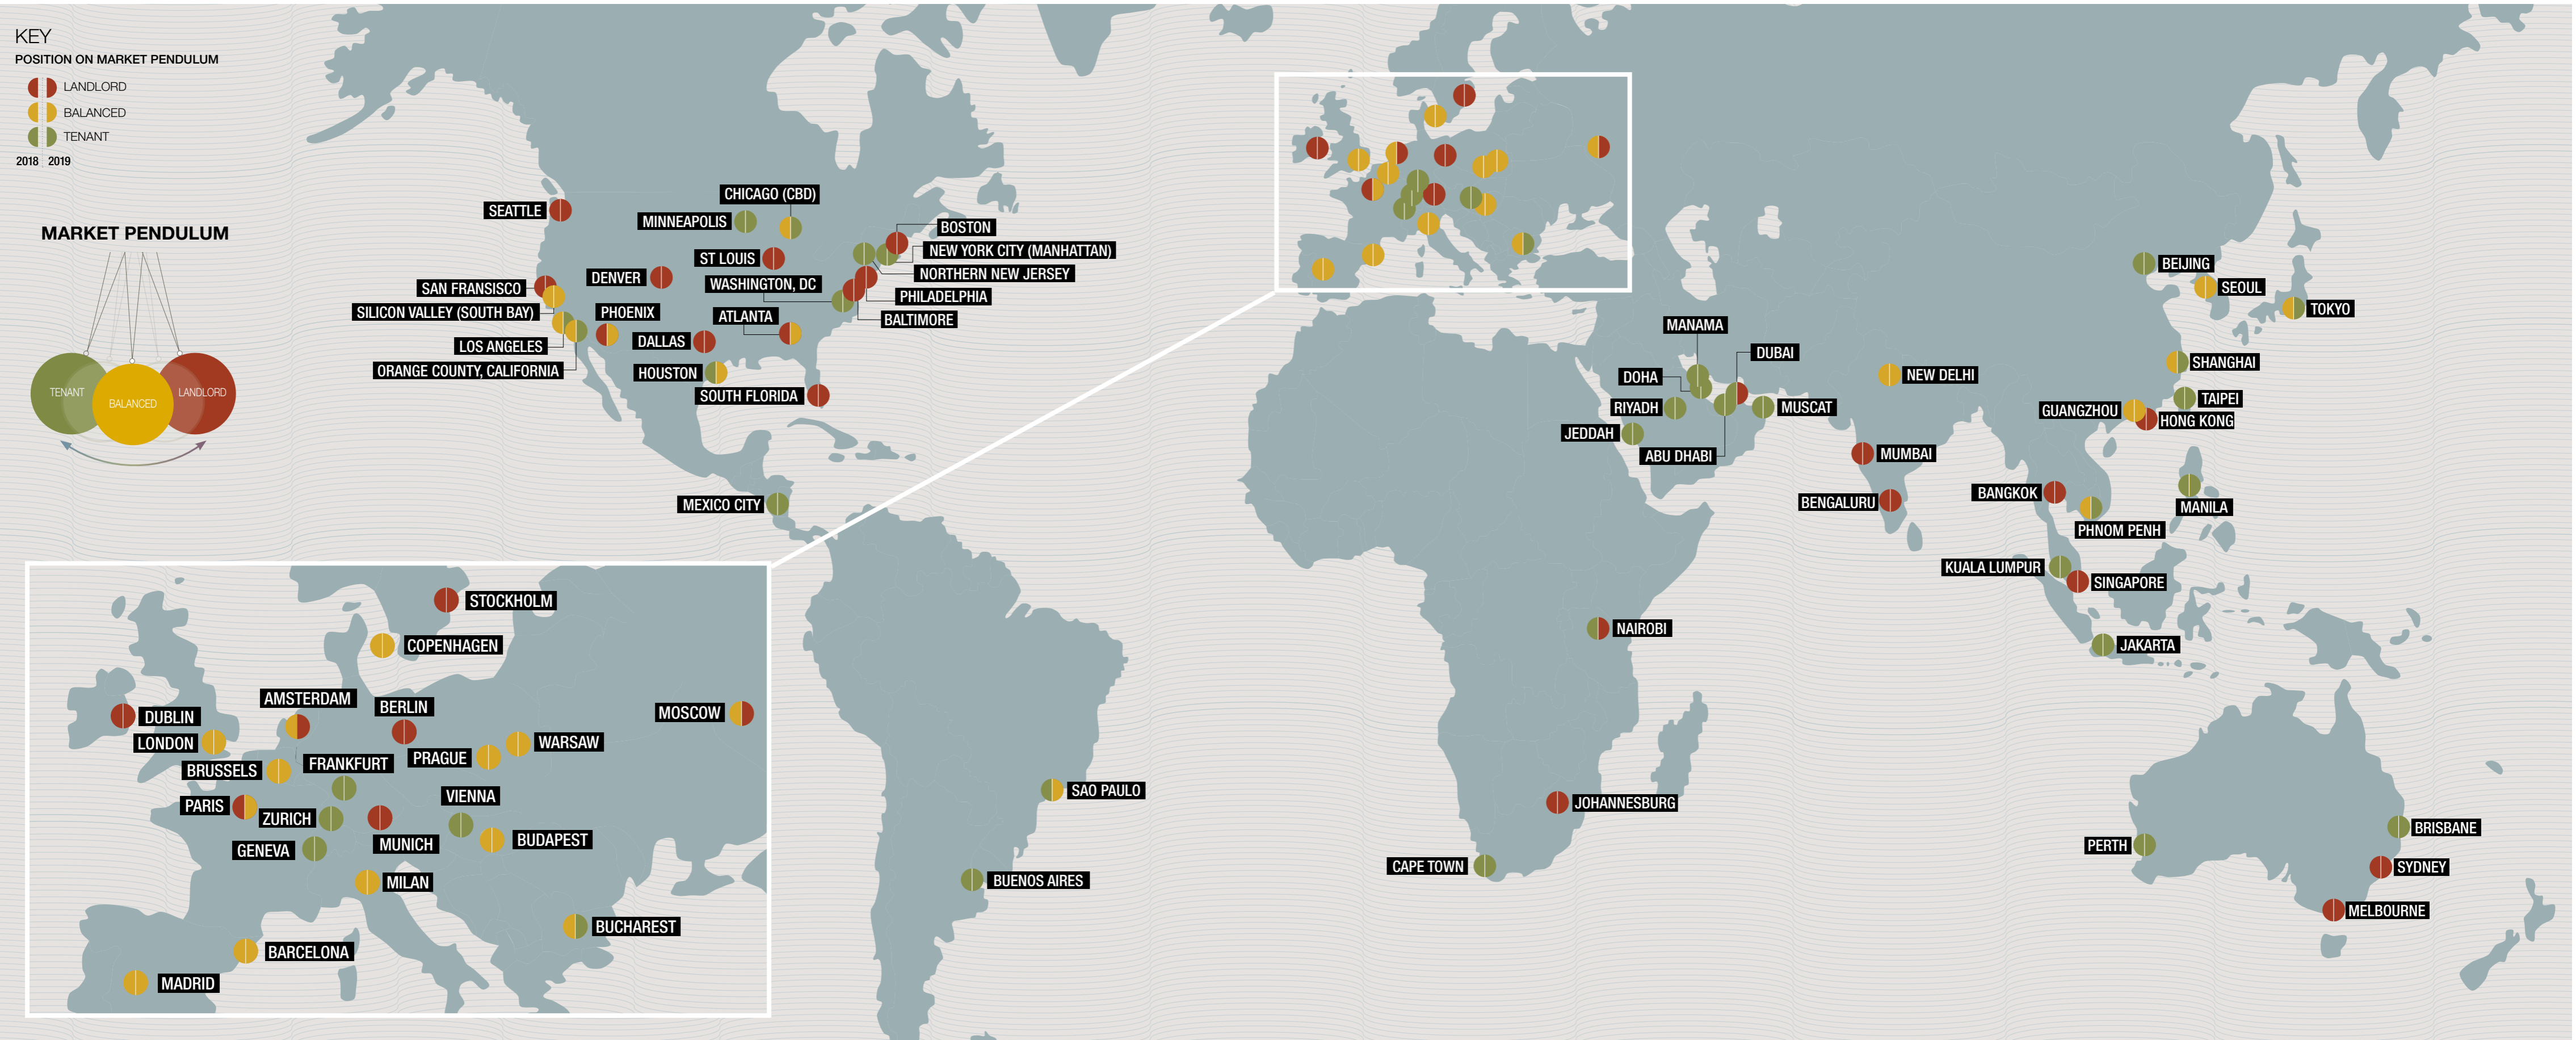 KEY
POSITION ON MARKET PENDULUM
LANDLORD
BALANCED
TENANT
2018 2019
MARKET PENDULUM
TENANT
BALANCED
LANDLORD
SEATTLE
CHICAGO (CBD)
MINNEAPOLIS
ST LOUIS
DENVER
WASHINGTON, DC
BOSTON
NEW YORK CITY (MANHATTAN)
NORTHERN NEW JERSEY
PHILADELPHIA
BALTIMORE
SAN FRANSISCO
SILICON VALLEY (SOUTH BAY)
PHOENIX
ATLANTA
LOS ANGELES
DALLAS
ORANGE COUNTY, CALIFORNIA
HOUSTON
SOUTH FLORIDA
MEXICO CITY
SAO PAULO
BUENOS AIRES
STOCKHOLM
COPENHAGEN
AMSTERDAM
BERLIN
MOSCOW
DUBLIN
LONDON
WARSAW
PRAGUE
FRANKFURT
BRUSSELS
VIENNA
PARIS
ZURICH
MUNICH
BUDAPEST
GENEVA
MILAN
BUCHAREST
BARCELONA
MADRID
MANAMA
DUBAI
DOHA
RIYADH
MUSCAT
JEDDAH
ABU DHABI
NAIROBI
JOHANNESBURG
CAPE TOWN
BEIJING
SEOUL
TOKYO
SHANGHAI
NEW DELHI
TAIPEI
GUANGZHOU
HONG KONG
MUMBAI
BENGALURU
BANGKOK
MANILA
PHNOM PENH
KUALA LUMPUR
SINGAPORE
JAKARTA
BRISBANE
PERTH
SYDNEY
MELBOURNE